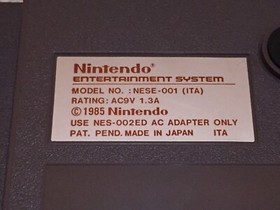 Nintendo®
ENTERTAINMENT SYSTEM
MODEL NO. :NESE-001 (ITA)
RATING: AC9V 1.3A
©1985 Nintendo
USE NES-002ED AC ADAPTER ONLY
PAT. PEND. MADE IN JAPAN ITA